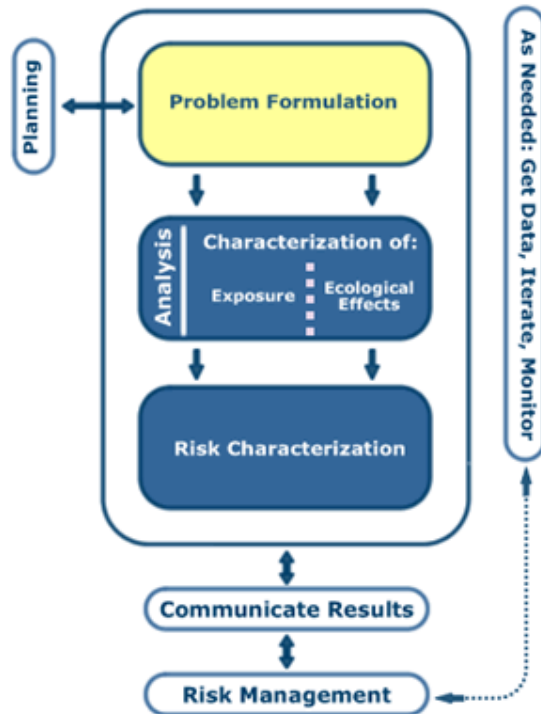 Planning
Problem Formulation
Analysis
Characterization of:
Exposure
Ecological
Effects
Risk Characterization
Communicate Results
Risk Management
As Needed: Get Data, Iterate, Monitor